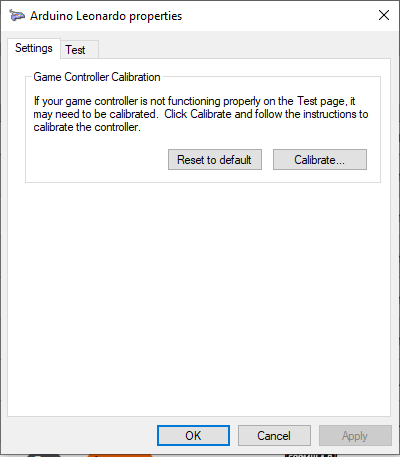 Arduino Leonardo properties
Settings
Test
Game Controller Calibration
If your game controller is not functioning properly on the Test page, it
may need to be calibrated.  Click Calibrate and follow the instructions to
calibrate the controller.
Reset to default
Calibrate...
OK
Cancel
Apply